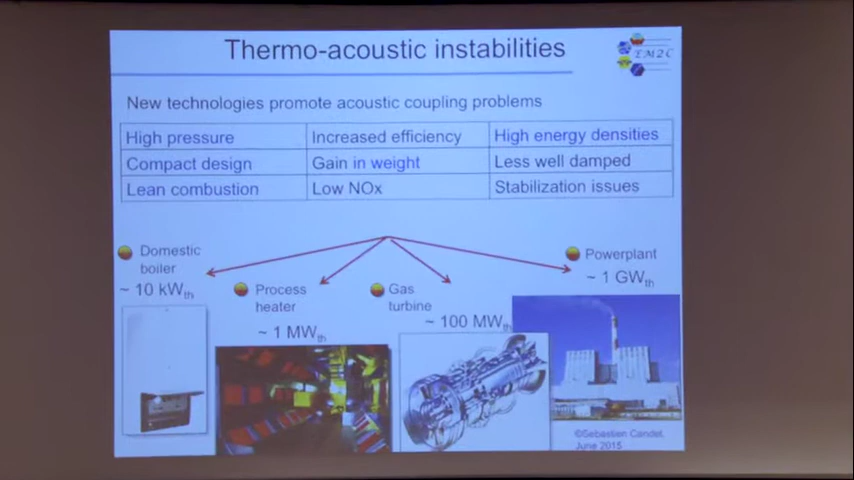 Thermo-acoustic instabilities
EM2C
New technologies promote acoustic coupling problems
High pressure Increased efficiency High energy densities
Compact design Gain in weight Less well damped
Lean combustion Low NOx Stabilization issues
Domestic
boiler
~ 10 kWth
Process
heater
~ 1 MWth
Gas
turbine
~ 100 MWth
Powerplant
~ 1 GWth
©Sebastien Candel,
June 2015